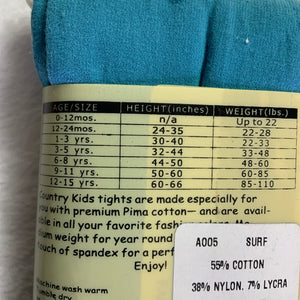 AGE/SIZE HEIGHT(inches) WEIGHT(lbs.)
0-12mos. n/a Up to 22
12-24mos. 24-35 22-28
1-3 yrs. 30-40 22-33
3-5 yrs. 32-44 33-48
6-8 yrs. 44-50 48-60
9-11 yrs. 50-60 60-85
12-15 yrs. 60-66 85-110
Country Kids tights are made especially for
you with premium Pima cotton— and are avail-
able in all your favorite fashion
weight for year round
touch of spandex for a
Enjoy!
machine wash warm
tumble dry
A005 SURF
55% COTTON
38% NYLON, 7% LYCRA